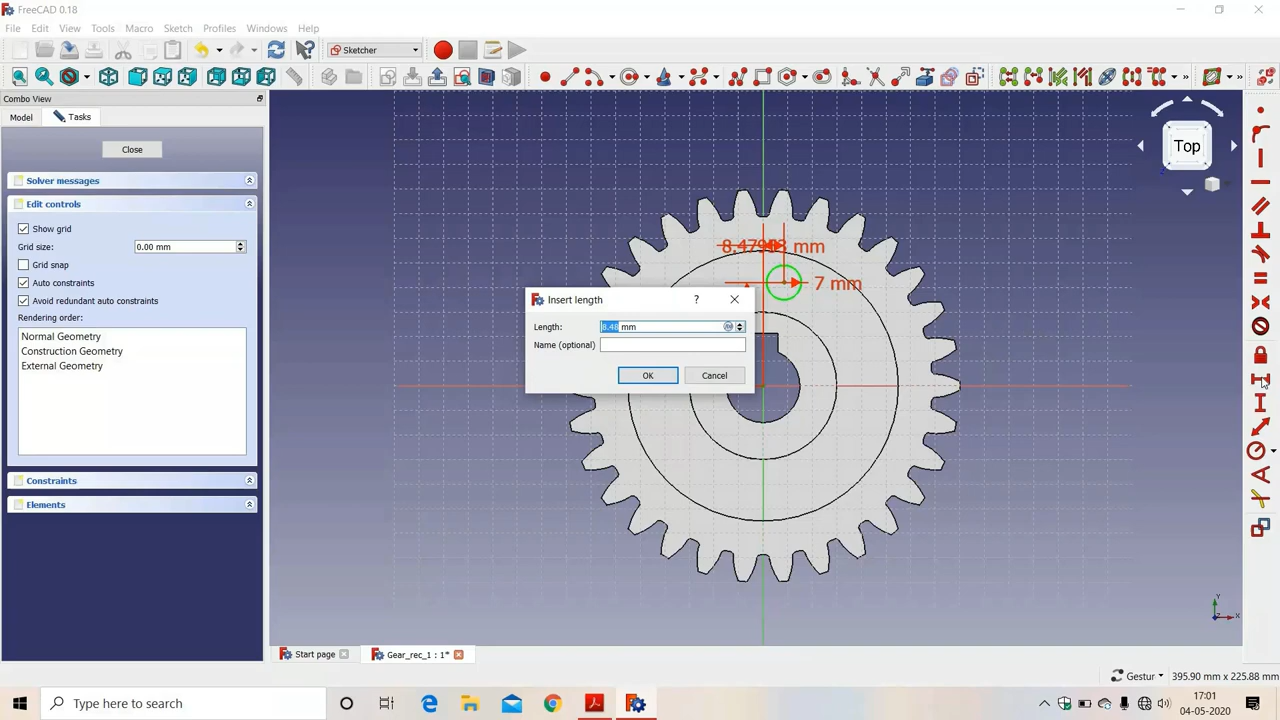 FreeCAD 0.18
File Edit View Tools Macro Sketch Profiles Windows Help
Sketcher
Combo View
Model Tasks
Close
Solver messages
Edit controls
Show grid
Grid size: 0.00 mm
Grid snap
Auto constraints
Avoid redundant auto constraints
Rendering order:
Normal Geometry
Construction Geometry
External Geometry
Constraints
Elements
Top
mm
7 mm
Insert length
?
Length: 8.48 mm
Name (optional)
OK Cancel
Y
X
Start page Gear_rec_1 : 1*
Gestur 395.90 mm x 225.88 mm
Type here to search
17:01
04-05-2020